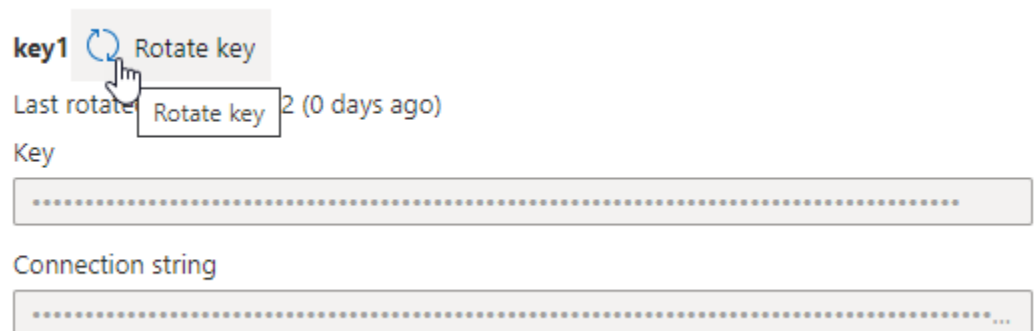 key1 Rotate key
Last rotate 2 (0 days ago)
Rotate key
Key
••••••••••••••••••••••••••••••••••••••••••••••••••••••••••••••••••••••••••••••••••••••••
Connection string
••••••••••••••••••••••••••••••••••••••••••••••••••••••••••••••••••••••••••••••••••••••••••••...